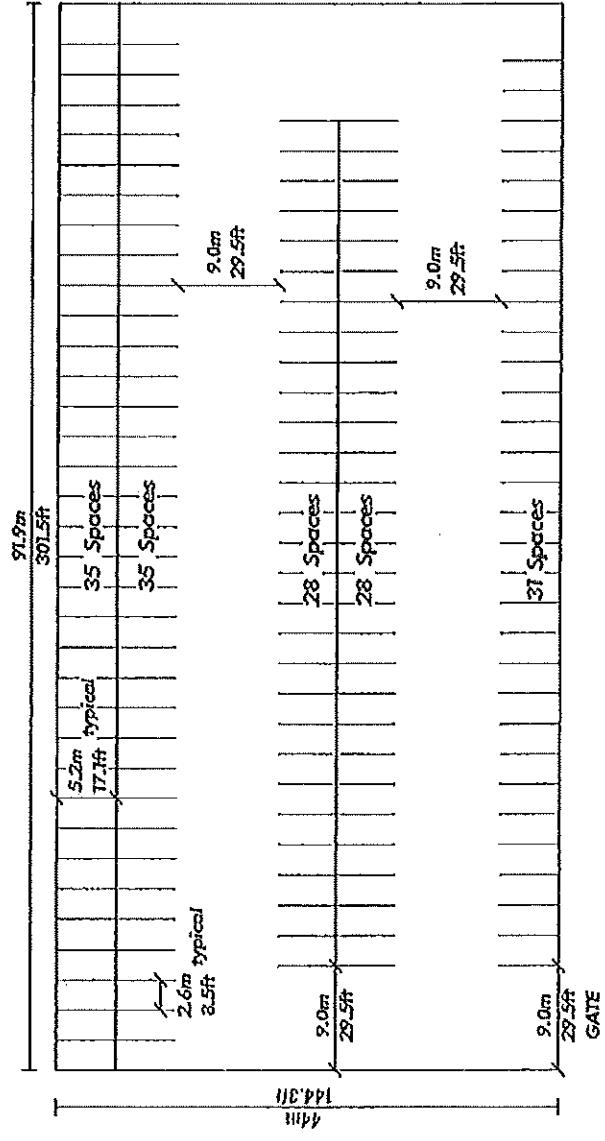 91.9m
301.5ft
35 Spaces
35 Spaces
5.2m typical
17.1ft
2.6m typical
8.5ft
9.0m
29.5ft
28 Spaces
28 Spaces
9.0m
29.5ft
9.0m
29.5ft
31 Spaces
9.0m
29.5ft
GATE
44m
144.3ft